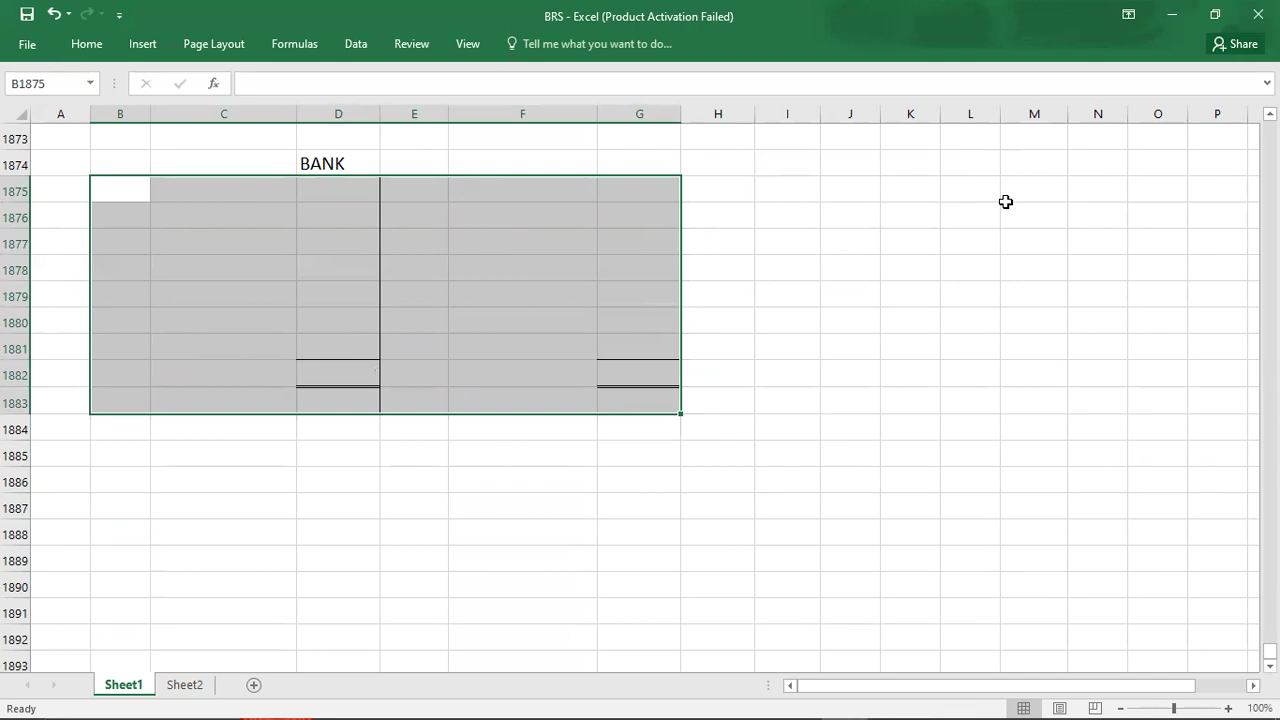 BRS - Excel (Product Activation Failed)
File Home Insert Page Layout Formulas Data Review View Tell me what you want to do... Share
B1875 fx
A B C D E F G H I J K L M N O P
1873
1874 BANK
1875
1876
1877
1878
1879
1880
1881
1882
1883
1884
1885
1886
1887
1888
1889
1890
1891
1892
1893
Sheet1 Sheet2
Ready 100%